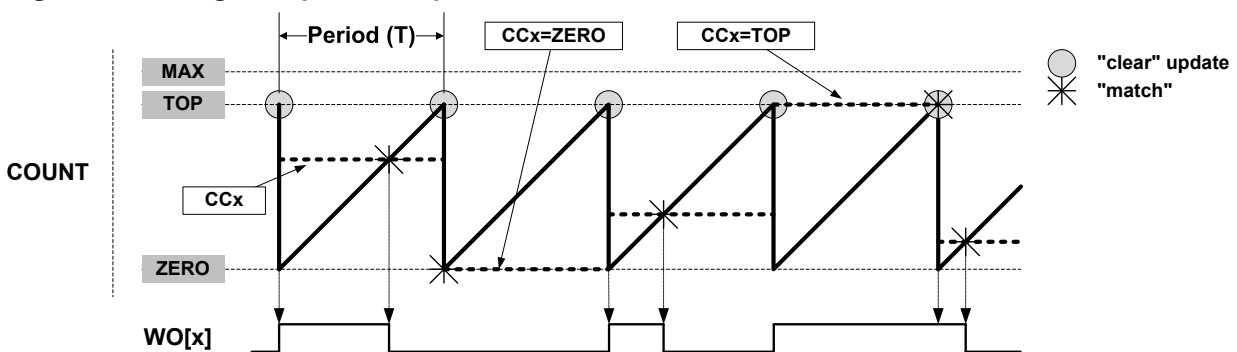 Period (T)
CCx=ZERO
CCx=TOP
"clear" update
"match"
MAX
TOP
COUNT
CCx
ZERO
WO[x]